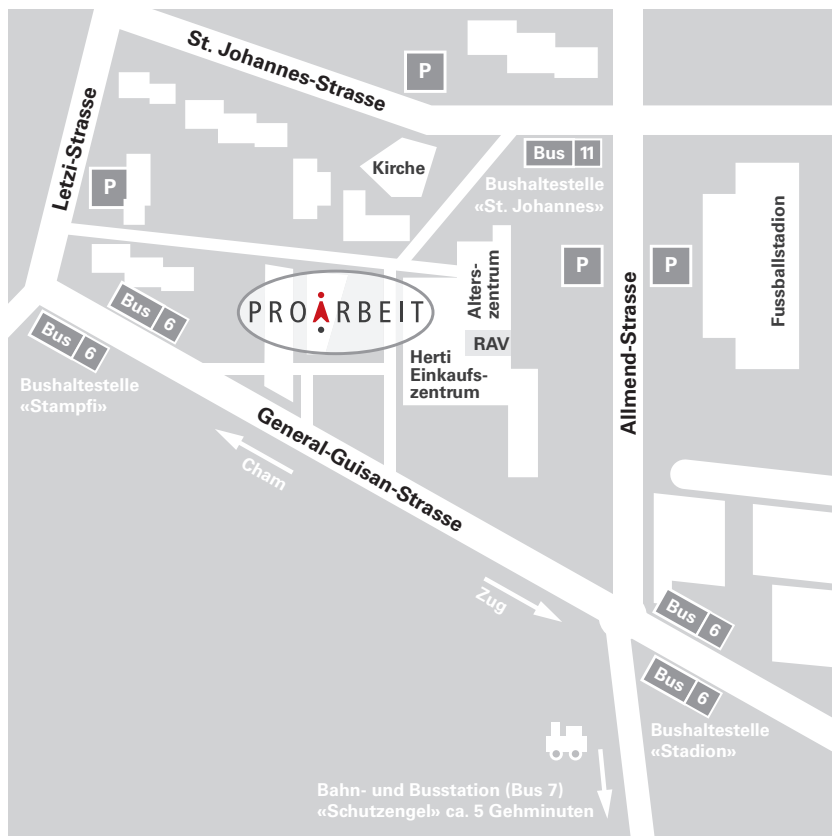 St. Johannes-Strasse
P
Letzi-Strasse
Kirche
Bus 11
Bushaltestelle
«St. Johannes»
P
P
P
Alters-
zentrum
Fussballstadion
PROARBEIT
RAV
Herti
Einkaufs-
zentrum
Allmend-Strasse
Bus 6
Bus 6
Bushaltestelle
«Stampfi»
General-Guisan-Strasse
Cham
Zug
Bus 6
Bus 6
Bushaltestelle
«Stadion»
Bahn- und Busstation (Bus 7)
«Schutzengel» ca. 5 Gehminuten